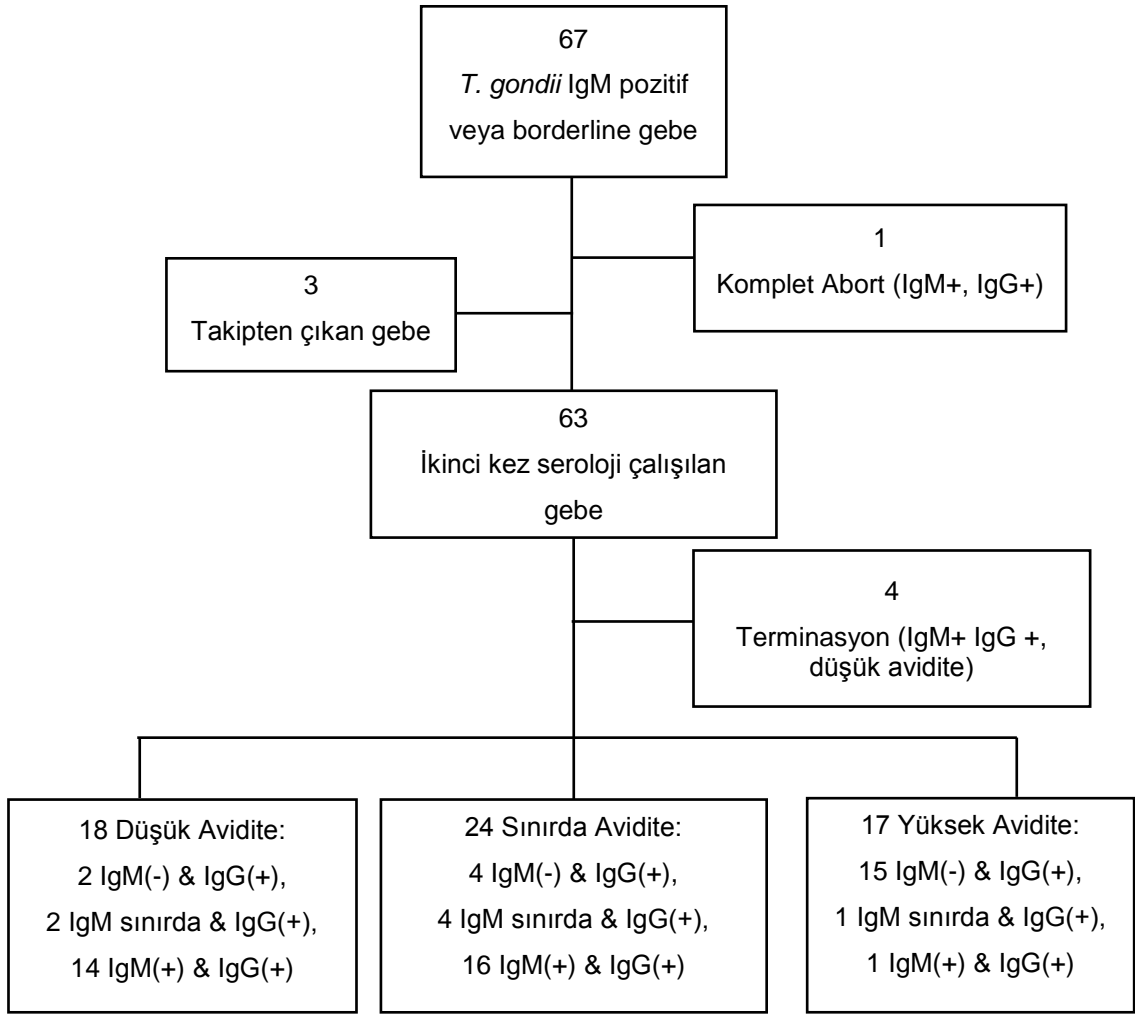 67
T. gondii IgM pozitif
veya borderline gebe
1
Komplet Abort (IgM+, IgG+)
3
Takipten çıkan gebe
63
İkinci kez seroloji çalışılan
gebe
4
Terminasyon (IgM+ IgG +,
düşük avidite)
18 Düşük Avidite:
2 IgM(-) & IgG(+),
2 IgM sınırda & IgG(+),
14 IgM(+) & IgG(+)
24 Sınırda Avidite:
4 IgM(-) & IgG(+),
4 IgM sınırda & IgG(+),
16 IgM(+) & IgG(+)
17 Yüksek Avidite:
15 IgM(-) & IgG(+),
1 IgM sınırda & IgG(+),
1 IgM(+) & IgG(+)